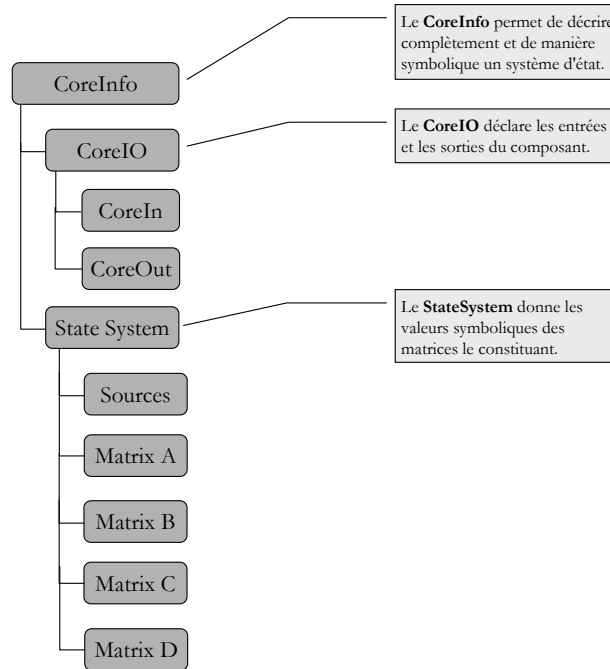 Le CoreInfo permet de décrire
complètement et de manière
symbolique un système d'état.
CoreInfo
Le CoreIO déclare les entrées
et les sorties du composant.
CoreIO
CoreIn
CoreOut
Le StateSystem donne les
valeurs symboliques des
matrices le constituant.
State System
Sources
Matrix A
Matrix B
Matrix C
Matrix D